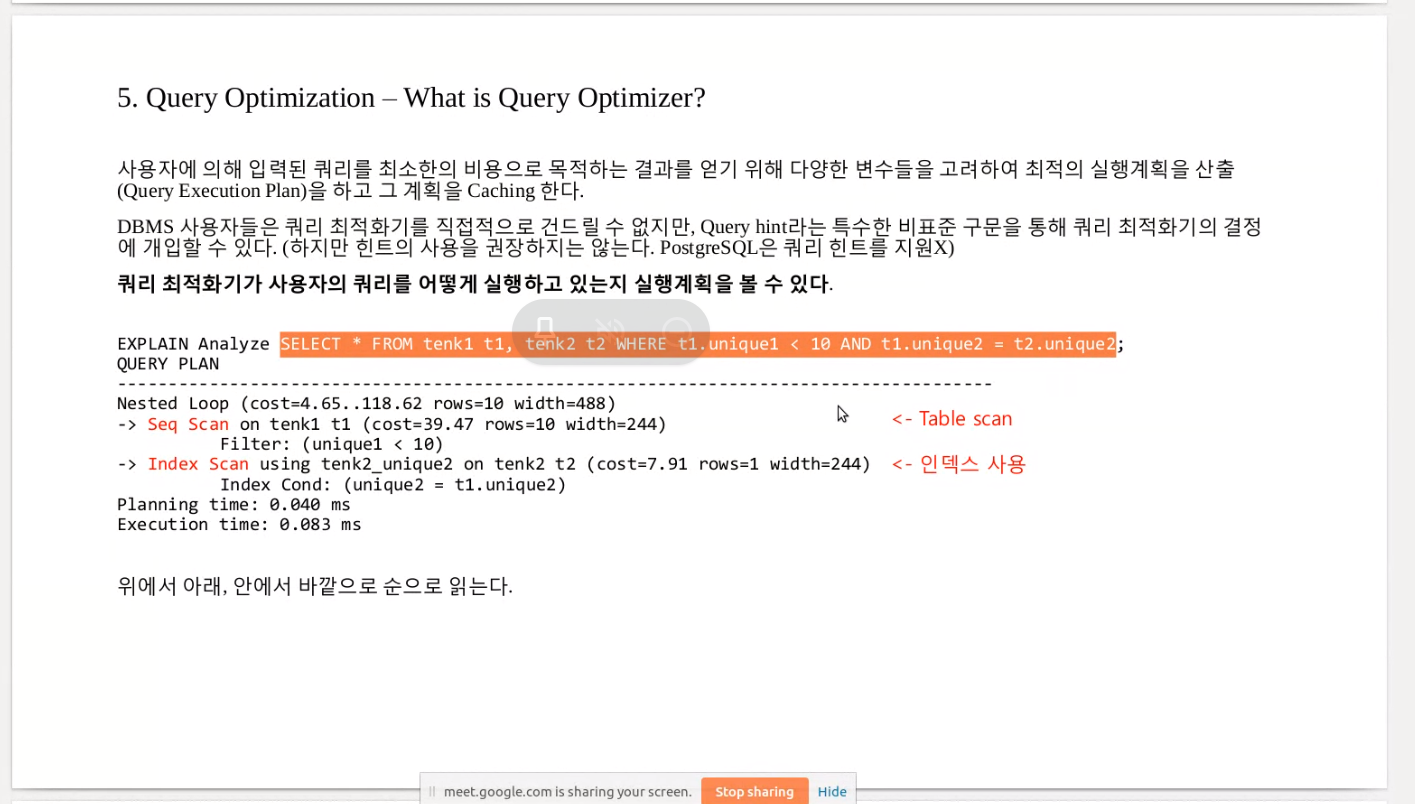 5. Query Optimization – What is Query Optimizer?
사용자에 의해 입력된 쿼리를 최소한의 비용으로 목적하는 결과를 얻기 위해 다양한 변수들을 고려하여 최적의 실행계획을 산출
(Query Execution Plan)을 하고 그 계획을 Caching 한다.
DBMS 사용자들은 쿼리 최적화기를 직접적으로 건드릴 수 없지만, Query hint라는 특수한 비표준 구문을 통해 쿼리 최적화기의 결정
에 개입할 수 있다. (하지만 힌트의 사용을 권장하지는 않는다. PostgreSQL은 쿼리 힌트를 지원X)
쿼리 최적화기가 사용자의 쿼리를 어떻게 실행하고 있는지 실행계획을 볼 수 있다.
EXPLAIN Analyze SELECT * FROM tenk1 t1, tenk2 t2 WHERE t1.unique1 < 10 AND t1.unique2 = t2.unique2;
QUERY PLAN
--------------------------------------------------------------------------------------
Nested Loop (cost=4.65..118.62 rows=10 width=488)
-> Seq Scan on tenk1 t1 (cost=39.47 rows=10 width=244) <- Table scan
Filter: (unique1 < 10)
-> Index Scan using tenk2_unique2 on tenk2 t2 (cost=7.91 rows=1 width=244) <- 인덱스 사용
Index Cond: (unique2 = t1.unique2)
Planning time: 0.040 ms
Execution time: 0.083 ms
위에서 아래, 안에서 바깥으로 순으로 읽는다.
meet.google.com is sharing your screen. Stop sharing Hide